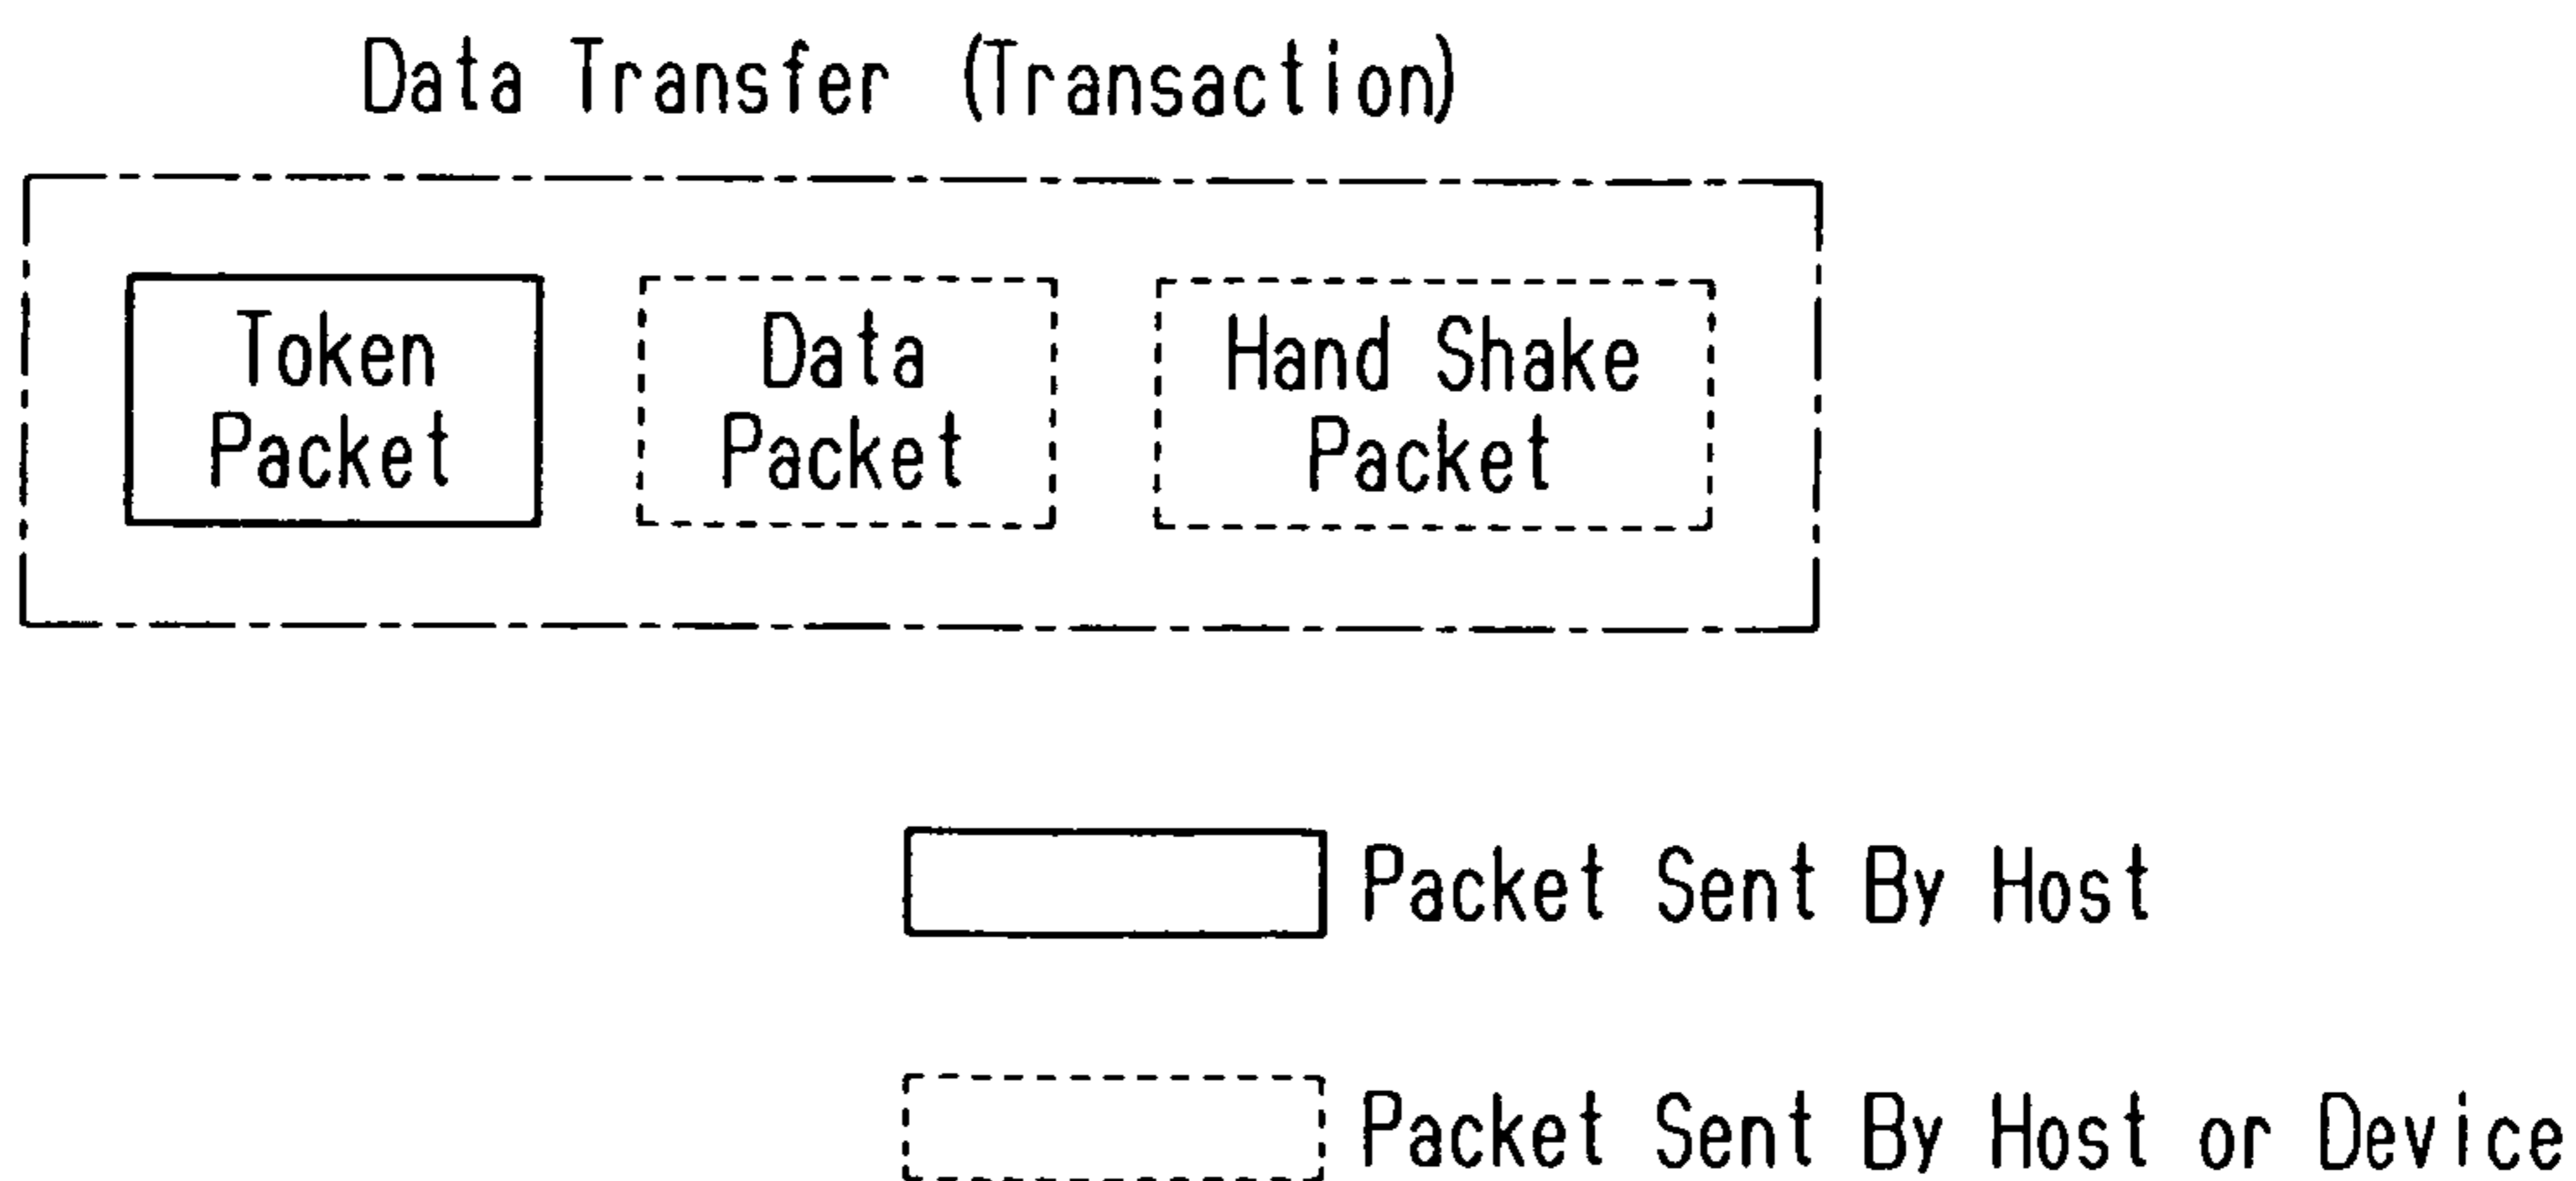 Data Transfer (Transaction)
Token
Packet
Data
Packet
Hand Shake
Packet
Packet Sent By Host
Packet Sent By Host or Device